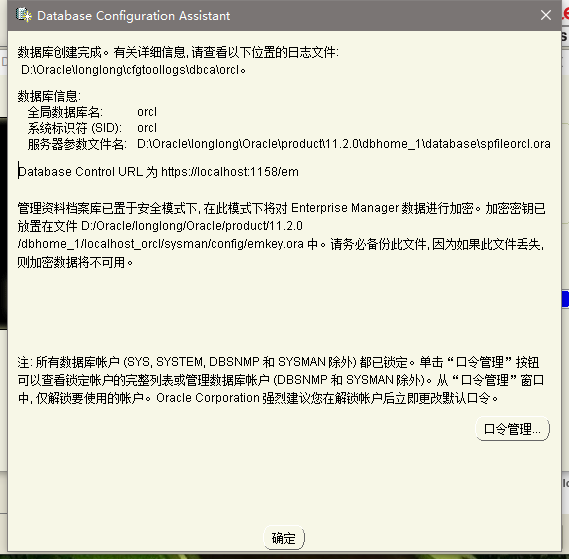 Database Configuration Assistant
数据库创建完成。有关详细信息, 请查看以下位置的日志文件:
D:\Oracle\longlong\cfgtoollogs\dbca\orcl。
数据库信息:
全局数据库名: orcl
系统标识符 (SID): orcl
服务器参数文件名: D:\Oracle\longlong\Oracle\product\11.2.0\dbhome_1\database\spfileorcl.ora
Database Control URL 为 https://localhost:1158/em
管理资料档案库已置于安全模式下, 在此模式下将对 Enterprise Manager 数据进行加密。加密密钥已
放置在文件 D:/Oracle/longlong/Oracle/product/11.2.0
/dbhome_1/localhost_orcl/sysman/config/emkey.ora 中。请务必备份此文件, 因为如果此文件丢失,
则加密数据将不可用。
注: 所有数据库帐户 (SYS, SYSTEM, DBSNMP 和 SYSMAN 除外) 都已锁定。单击“口令管理”按钮
可以查看锁定帐户的完整列表或管理数据库帐户 (DBSNMP 和 SYSMAN 除外)。从“口令管理”窗口
中, 仅解锁要使用的帐户。Oracle Corporation 强烈建议您在解锁帐户后立即更改默认口令。
口令管理...
确定